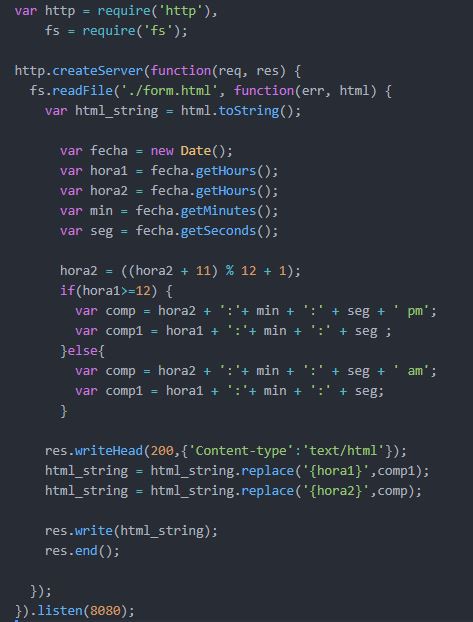 var http = require('http'),
    fs = require('fs');

http.createServer(function(req, res) {
  fs.readFile('./form.html', function(err, html) {
    var html_string = html.toString();

      var fecha = new Date();
      var hora1 = fecha.getHours();
      var hora2 = fecha.getHours();
      var min = fecha.getMinutes();
      var seg = fecha.getSeconds();

      hora2 = ((hora2 + 11) % 12 + 1);
      if(hora1>=12) {
        var comp = hora2 + ':'+ min + ':' + seg + ' pm';
        var comp1 = hora1 + ':'+ min + ':' + seg ;
      }else{
        var comp = hora2 + ':'+ min + ':' + seg + ' am';
        var comp1 = hora1 + ':'+ min + ':' + seg;
      }

    res.writeHead(200,{'Content-type':'text/html'});
    html_string = html_string.replace('{hora1}',comp1);
    html_string = html_string.replace('{hora2}',comp);

    res.write(html_string);
    res.end();

  });
}).listen(8080);